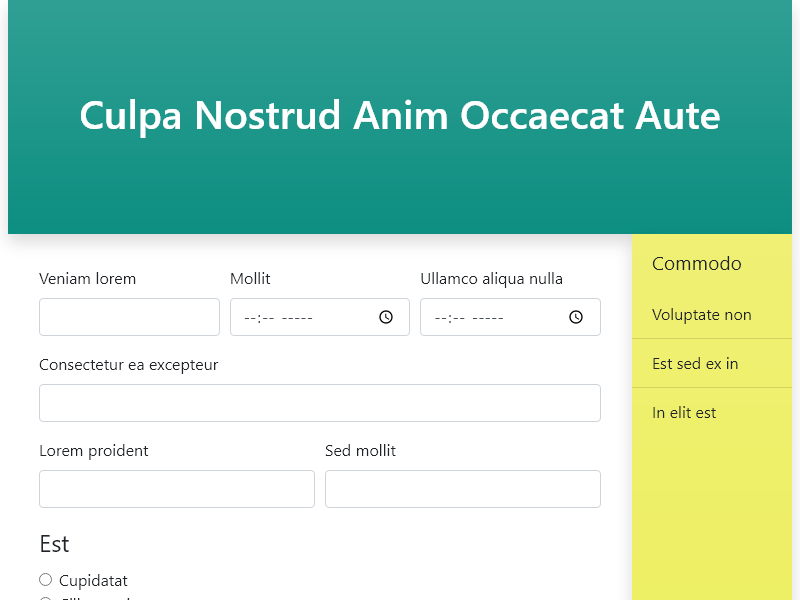 Culpa Nostrud Anim Occaecat Aute
Veniam lorem
Mollit
Ullamco aliqua nulla
--:-- -----
--:-- -----
Consectetur ea excepteur
Lorem proident
Sed mollit
Est
Cupidatat
Commodo
Voluptate non
Est sed ex in
In elit est